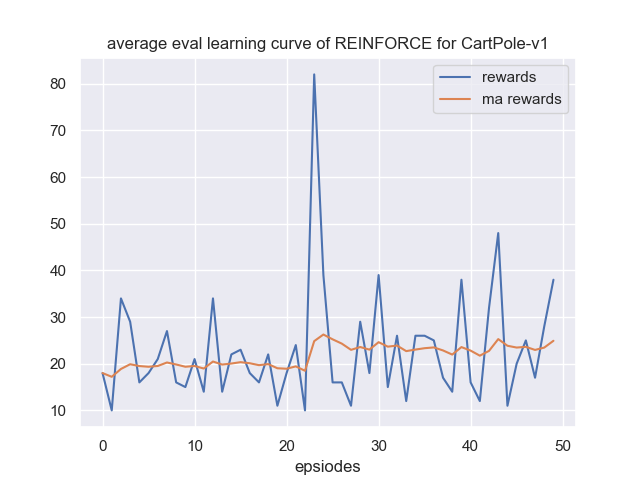 average eval learning curve of REINFORCE for CartPole-v1
rewards
ma rewards
80
70
60
50
40
30
20
10
0 10 20 30 40 50
epsiodes